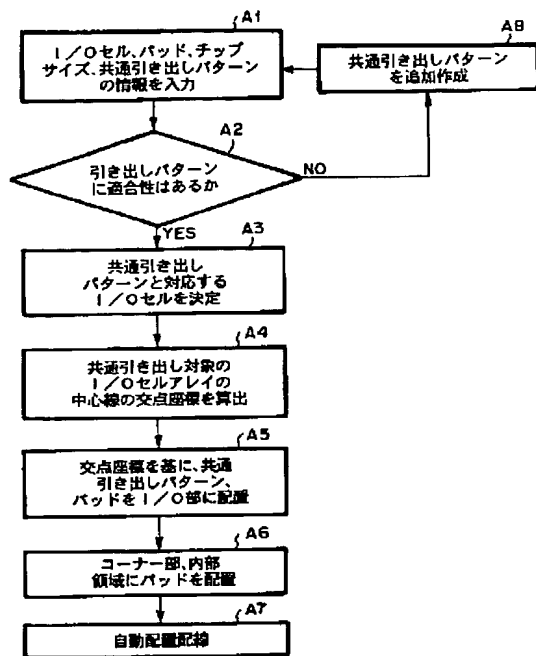 A1
I/Oセル、パッド、チップ
サイズ、共通引き出しパターン
の情報を入力
A8
共通引き出しパターン
を追加作成
A2
引き出しパターン
に適合性はあるか
NO
YES
A3
共通引き出し
パターンと対応する
I/Oセルを決定
A4
共通引き出し対象の
I/Oセルアレイの
中心線の交点座標を算出
A5
交点座標を基に、共通
引き出しパターン、
パッドをI/O部に配置
A6
コーナー部、内部
領域にパッドを配置
A7
自動配置配線